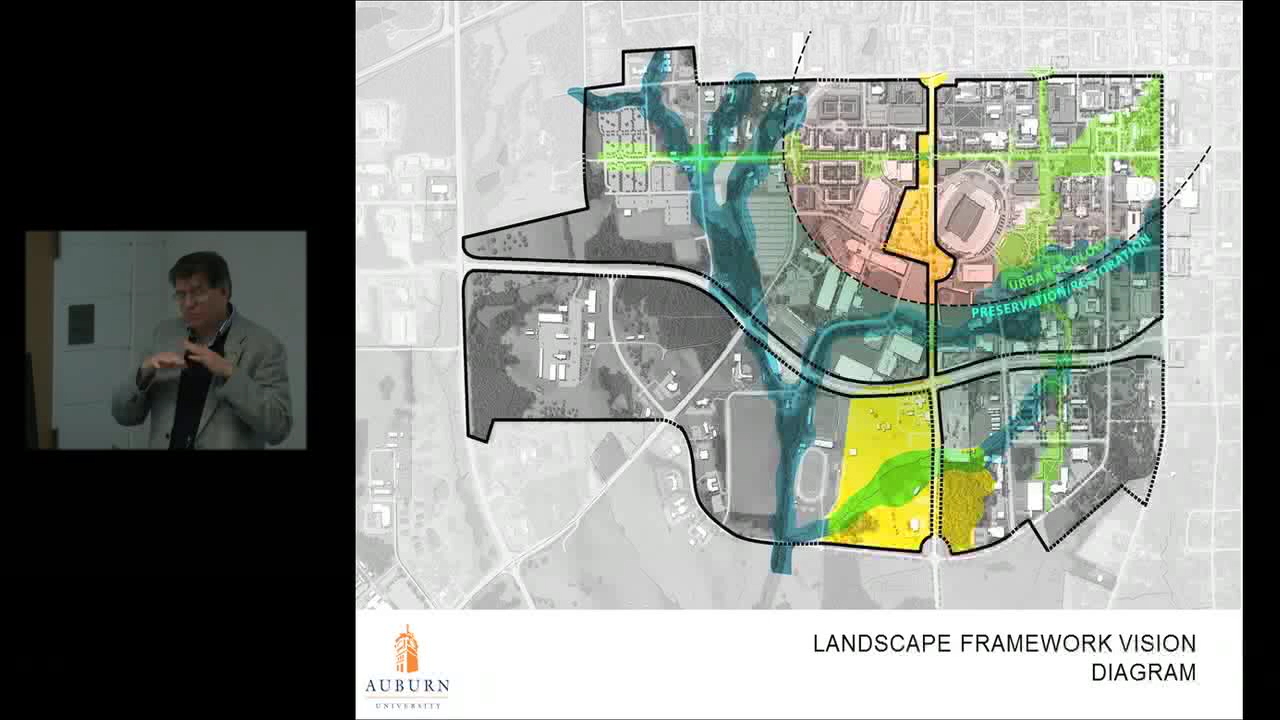 URBAN ECOLOGY
PRESERVATION/RESTORATION
LANDSCAPE FRAMEWORK VISION
DIAGRAM
AUBURN
UNIVERSITY